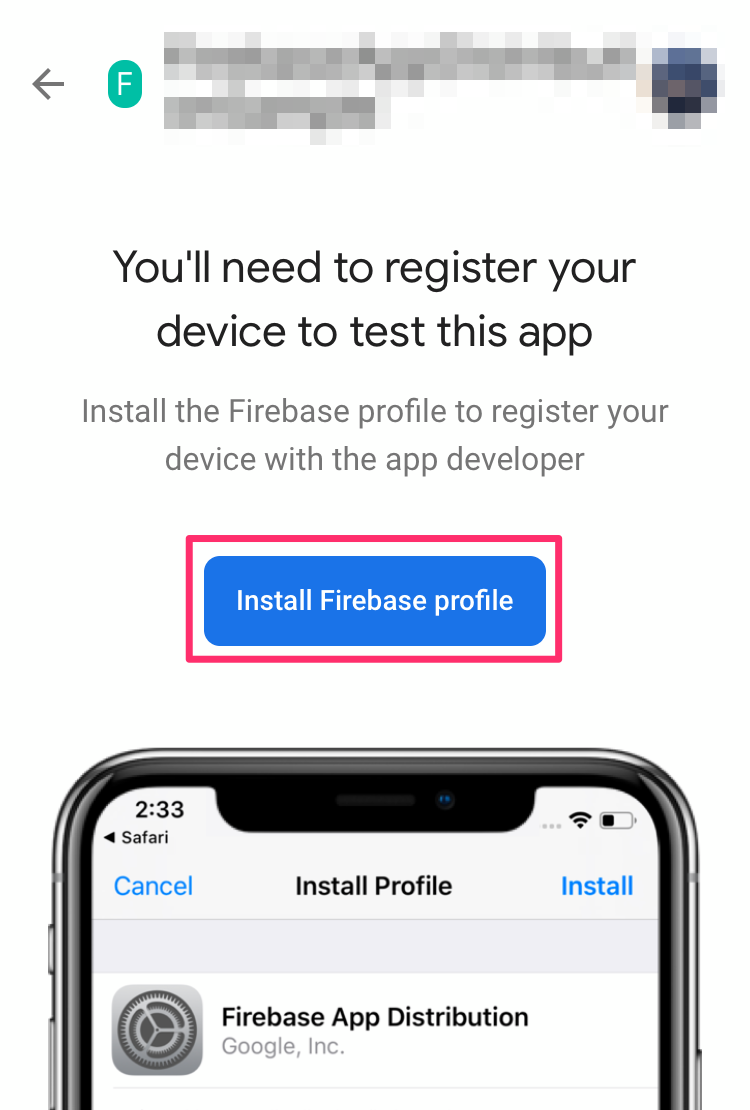 F
You'll need to register your
device to test this app
Install the Firebase profile to register your
device with the app developer
Install Firebase profile
2:33
◀ Safari
Cancel Install Profile Install
Firebase App Distribution
Google, Inc.